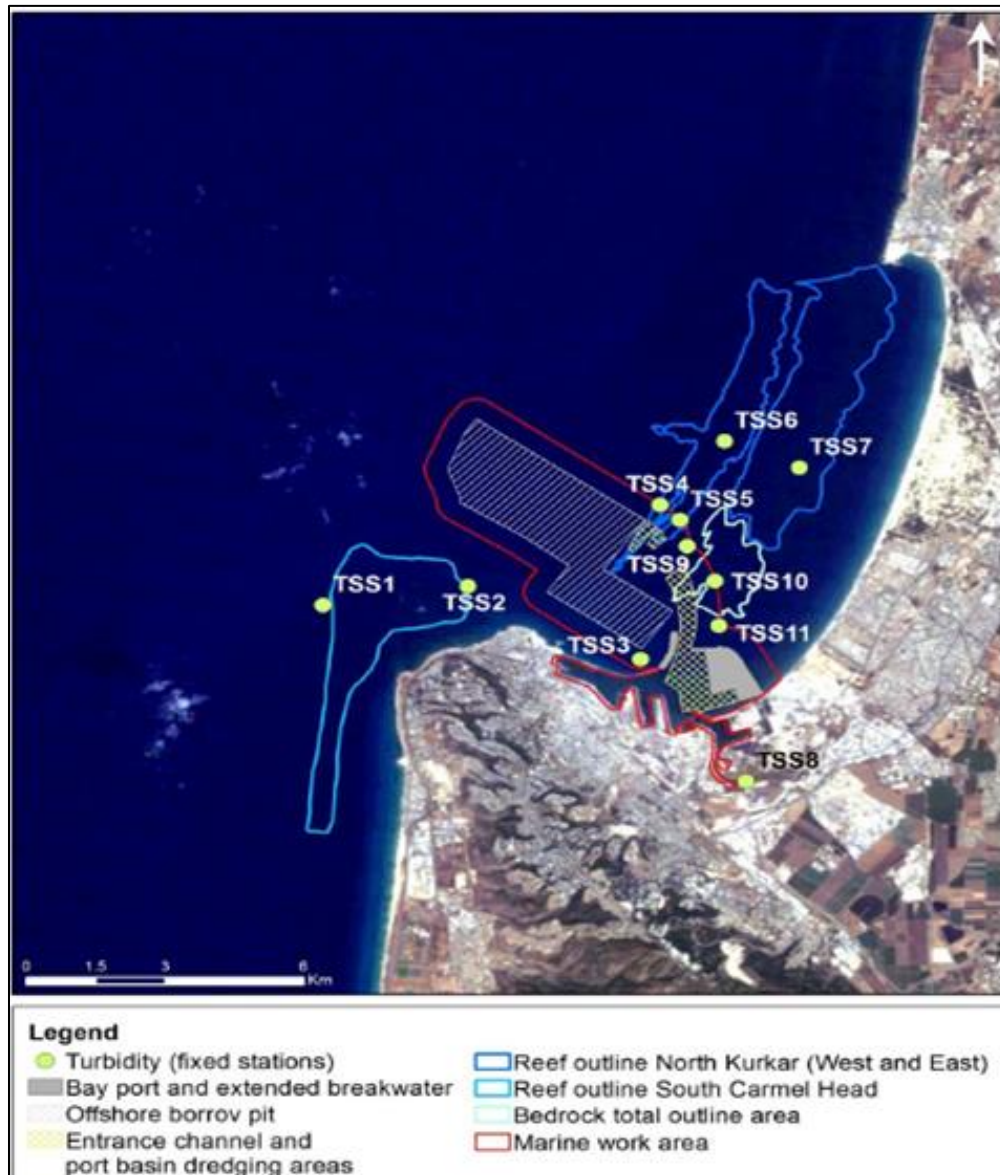 TSS6
TSS7
TSS4
TSS5
TSS9
TSS10
TSS1
TSS2
TSS11
TSS3
TSS8
0 1.5 3 6
Km
Legend
Turbidity (fixed stations)
Bay port and extended breakwater
Offshore borrov pit
Entrance channel and
port basin dredging areas
Reef outline North Kurkar (West and East)
Reef outline South Carmel Head
Bedrock total outline area
Marine work area